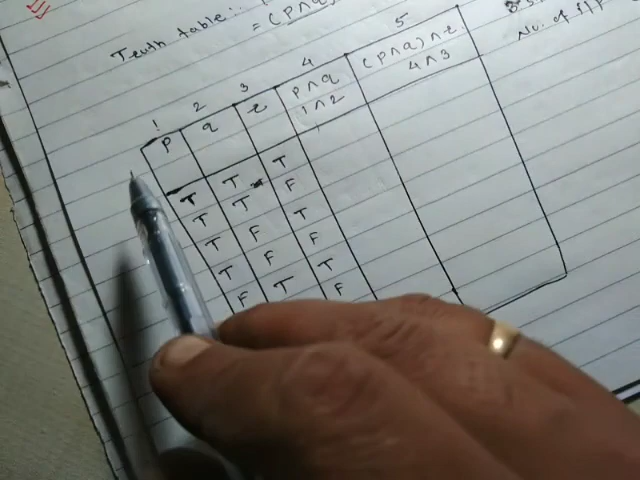 Truth table:-
= (p∧q
No. of
1 2 3 4 5
p q r p∧q (p∧q)∧r
1∧2 4∧3
T T T
T T F
T F T
T F F
F T T
F